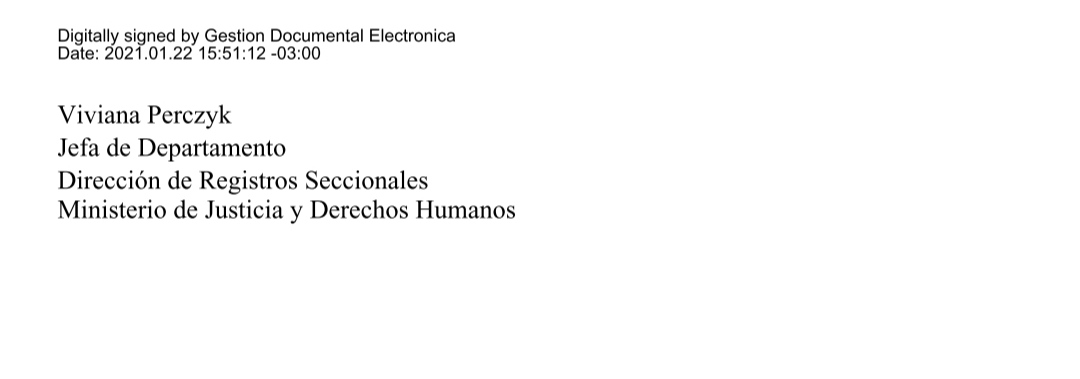 Digitally signed by Gestion Documental Electronica
Date: 2021.01.22 15:51:12 -03:00
Viviana Perczyk
Jefa de Departamento
Dirección de Registros Seccionales
Ministerio de Justicia y Derechos Humanos